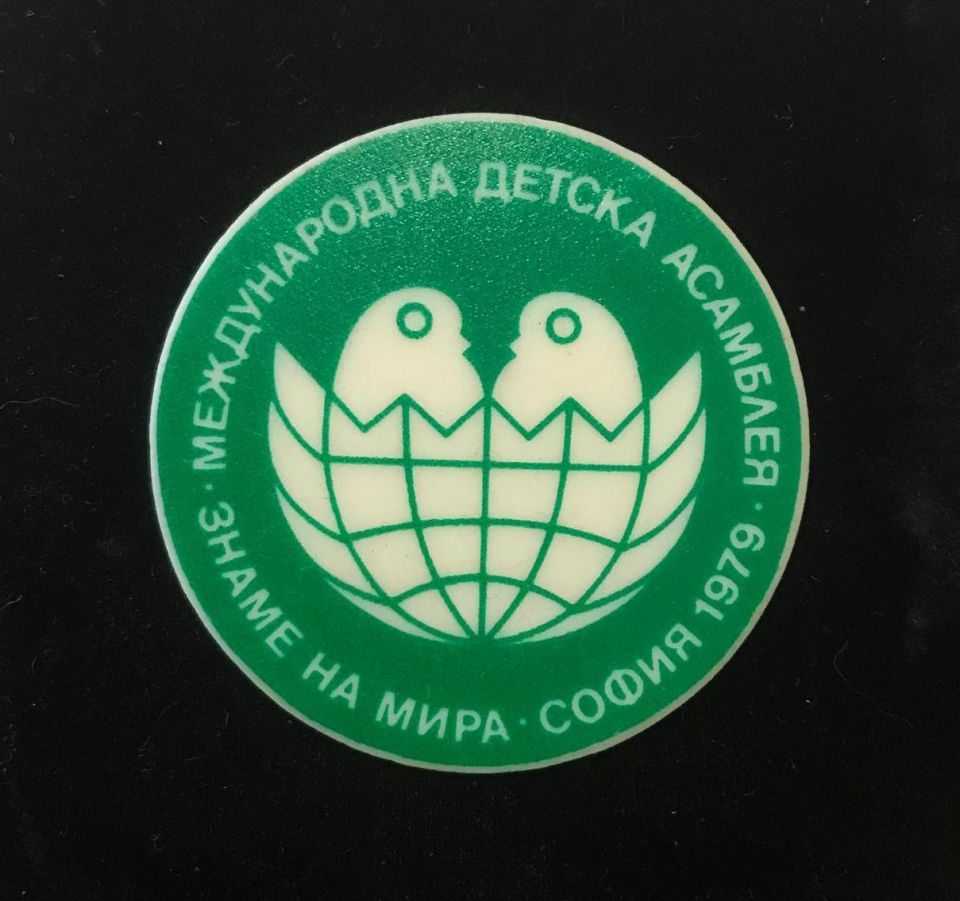 МЕЖДУНАРОДНА ДЕТСКА АСАМБЛЕЯ ·
ЗНАМЕ НА МИРА · СОФИЯ 1979 ·